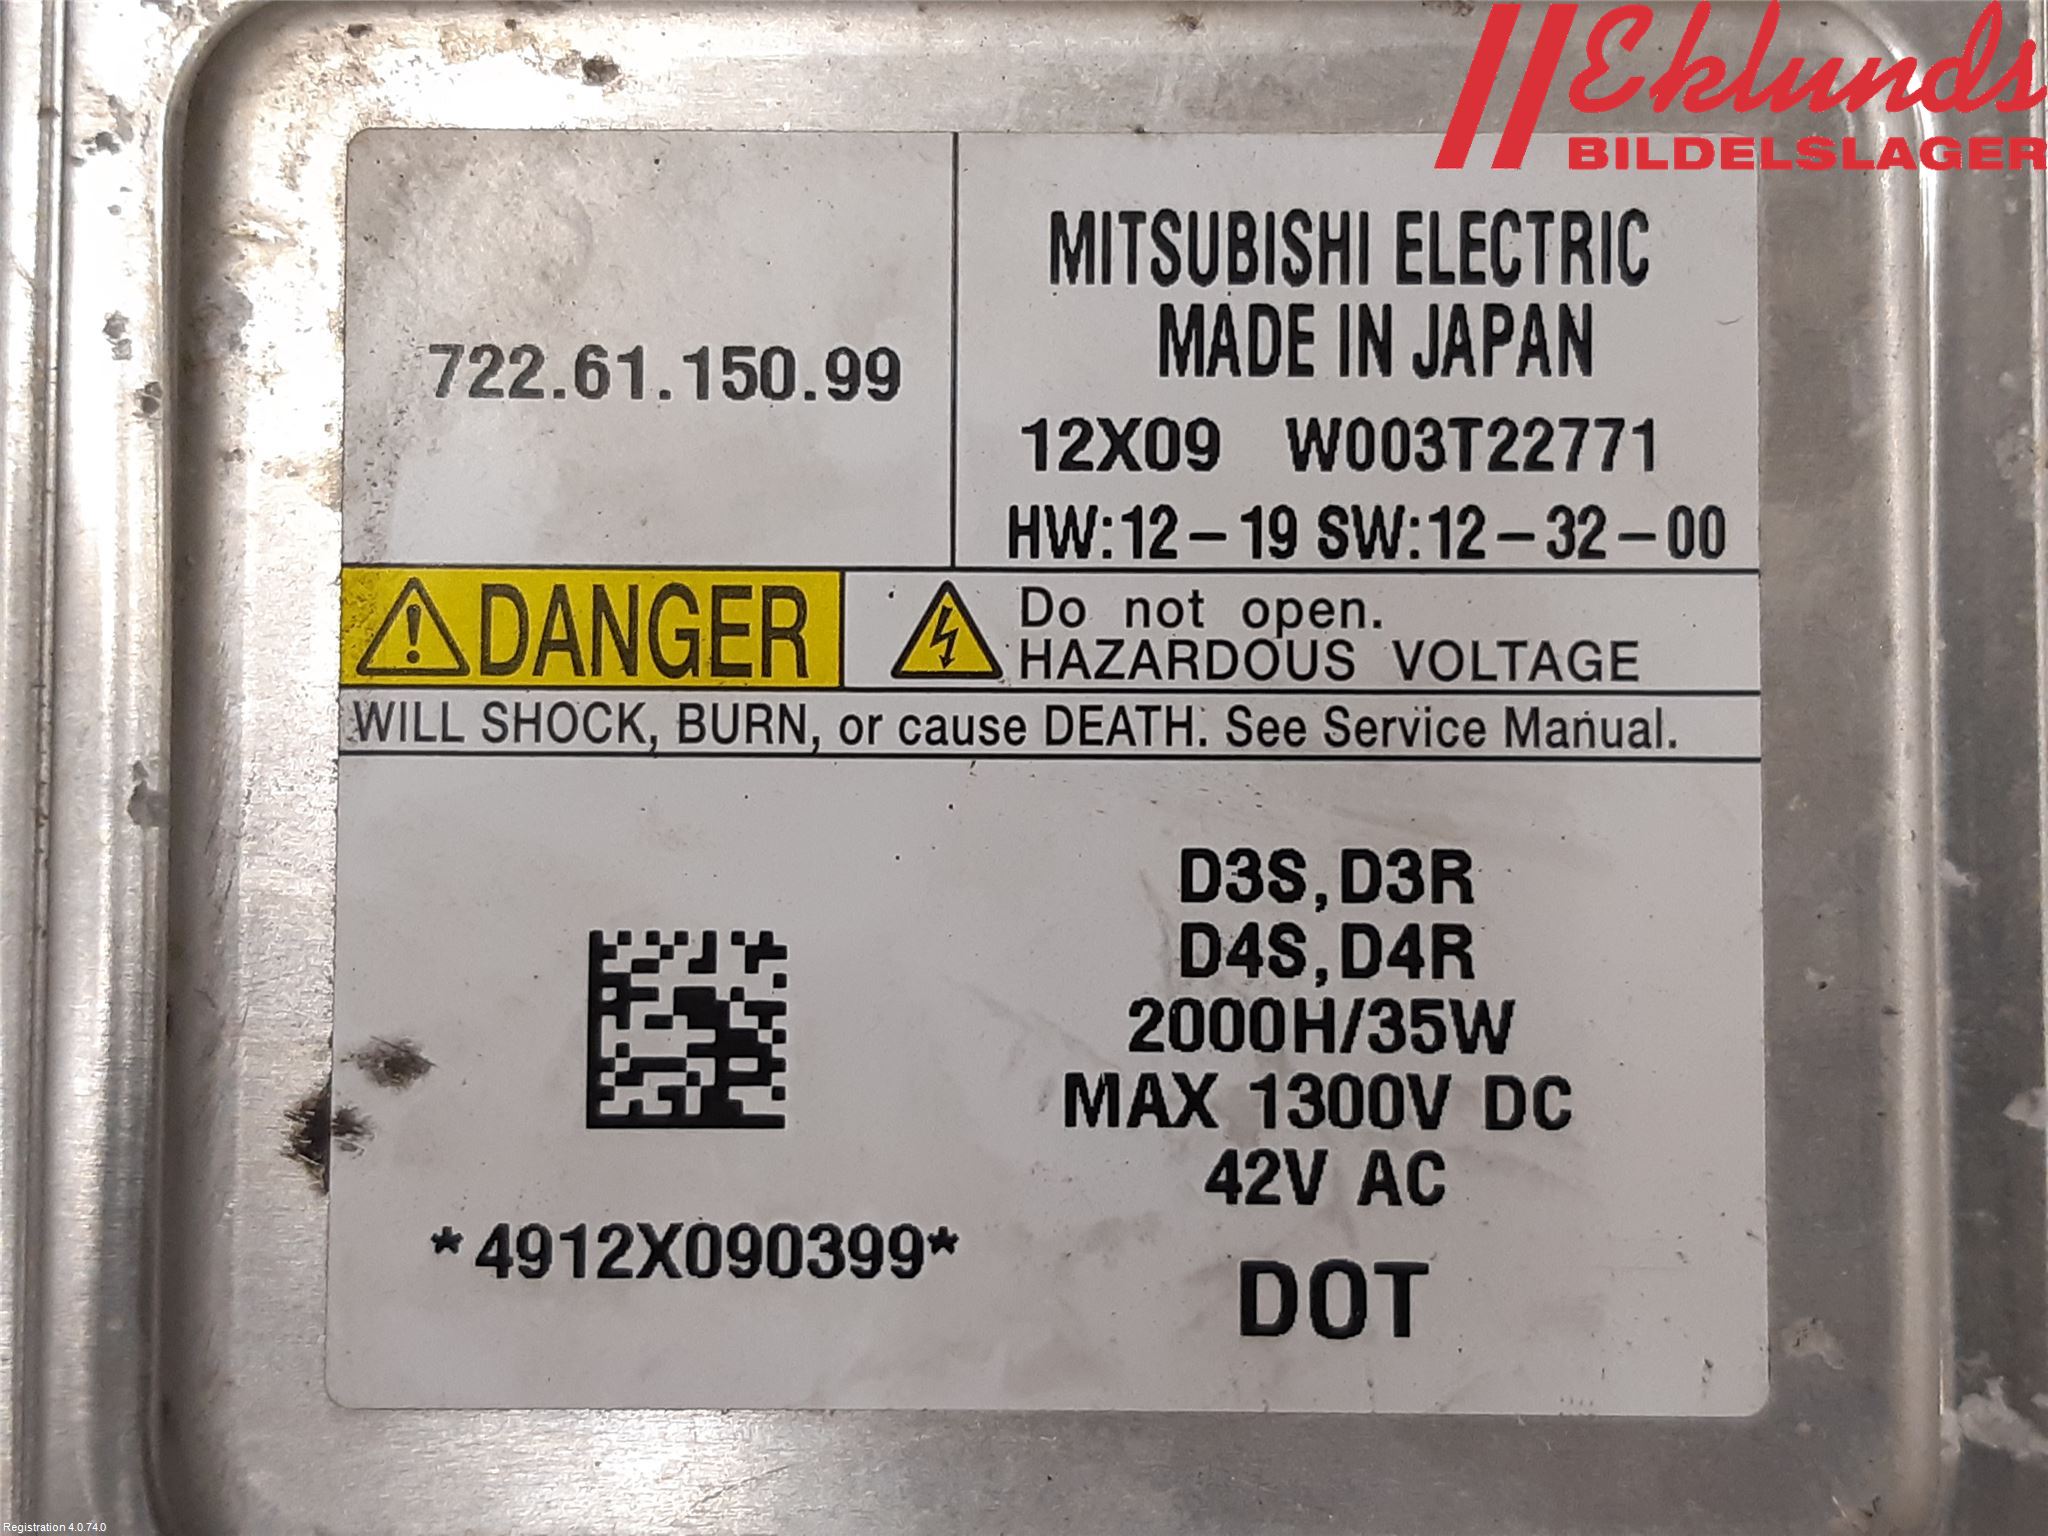 Eklunds
BILDELSLAGER
722.61.150.99
MITSUBISHI ELECTRIC
MADE IN JAPAN
12X09 W003T22771
HW:12-19 SW:12-32-00
DANGER
Do not open.
HAZARDOUS VOLTAGE
WILL SHOCK, BURN, or cause DEATH. See Service Manual.
D3S,D3R
D4S,D4R
2000H/35W
MAX 1300V DC
42V AC
*4912X090399*
DOT
Registration 4.0.74.0